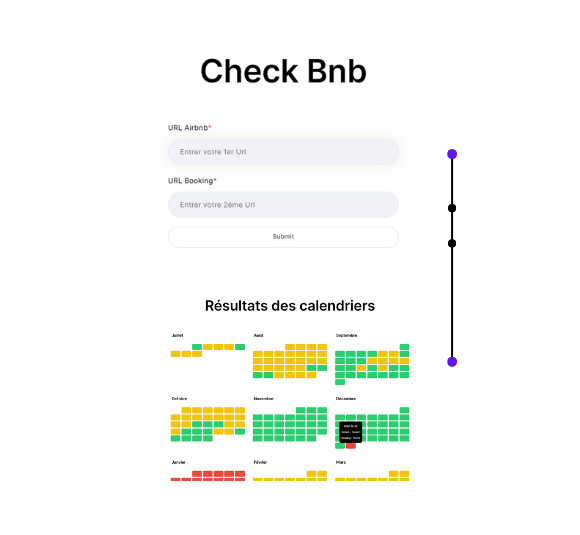 Check Bnb
URL Airbnb*
Entrer votre 1er Url
URL Booking*
Entrer votre 2ème Url
Submit
Résultats des calendriers
Juillet
Août
Septembre
Octobre
Novembre
Décembre
Janvier
Février
Mars